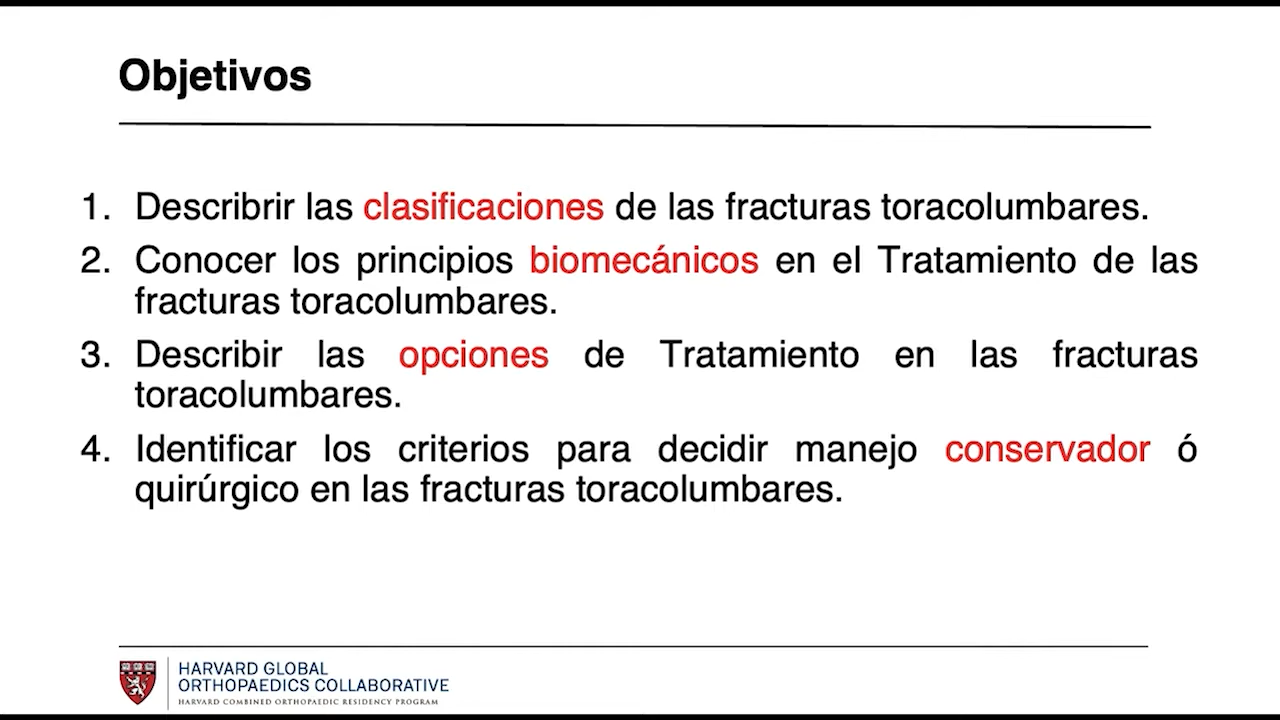 Objetivos
1. Describrir las clasificaciones de las fracturas toracolumbares.
2. Conocer los principios biomecánicos en el Tratamiento de las
fracturas toracolumbares.
3. Describir las opciones de Tratamiento en las fracturas
toracolumbares.
4. Identificar los criterios para decidir manejo conservador ó
quirúrgico en las fracturas toracolumbares.
HARVARD GLOBAL
ORTHOPAEDICS COLLABORATIVE
HARVARD COMBINED ORTHOPAEDIC RESIDENCY PROGRAM